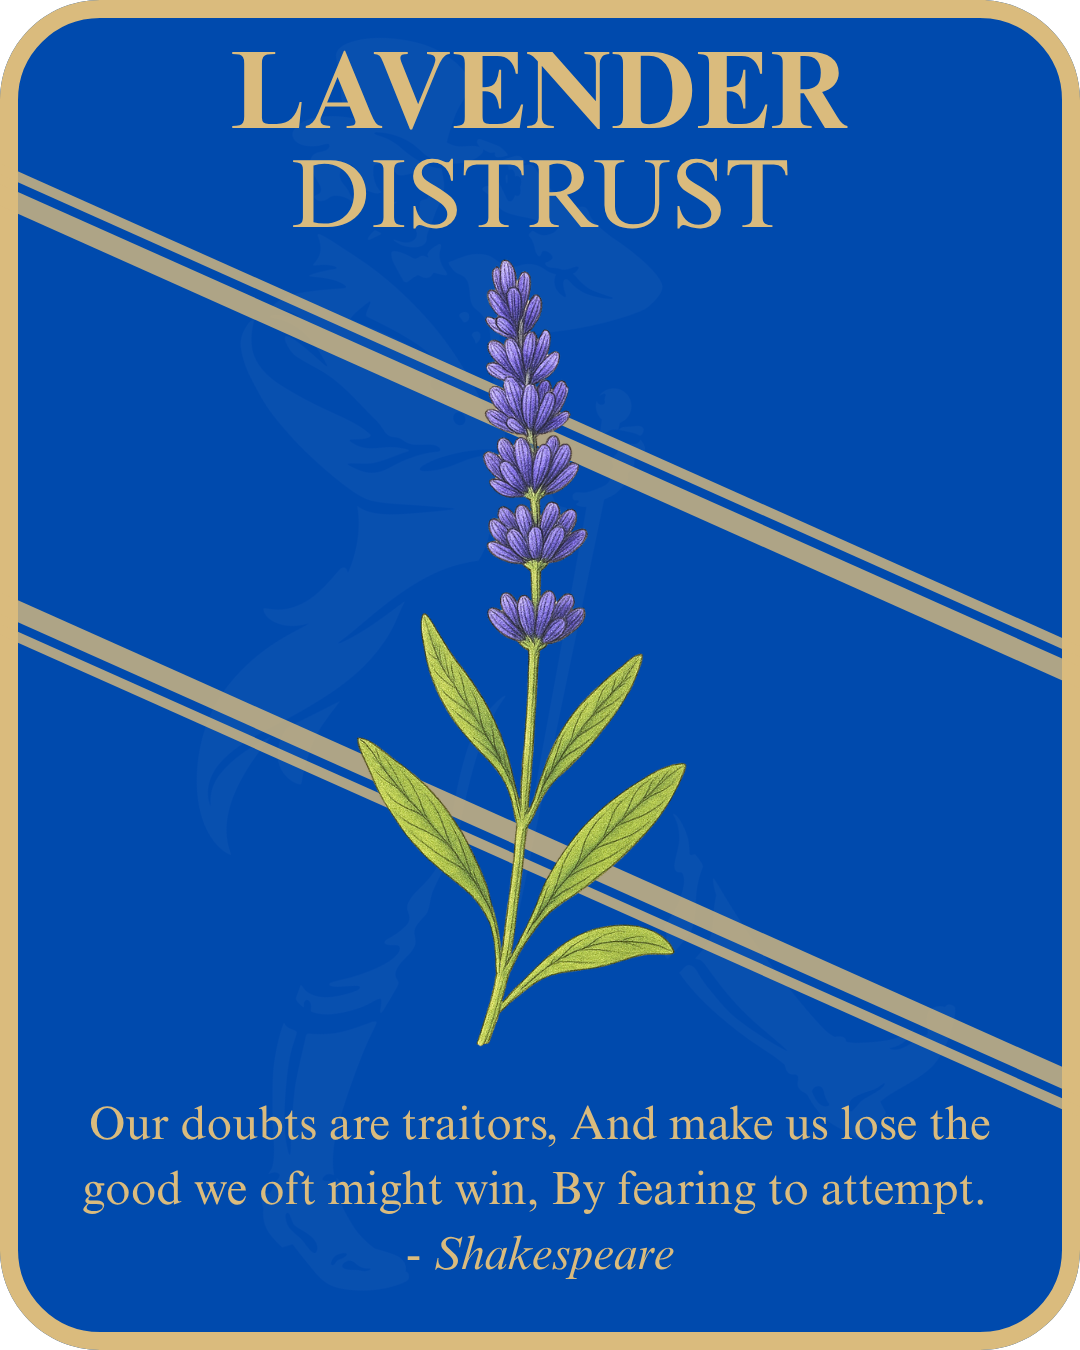 LAVENDER
DISTRUST
Our doubts are traitors, And make us lose the
good we oft might win, By fearing to attempt.
- Shakespeare